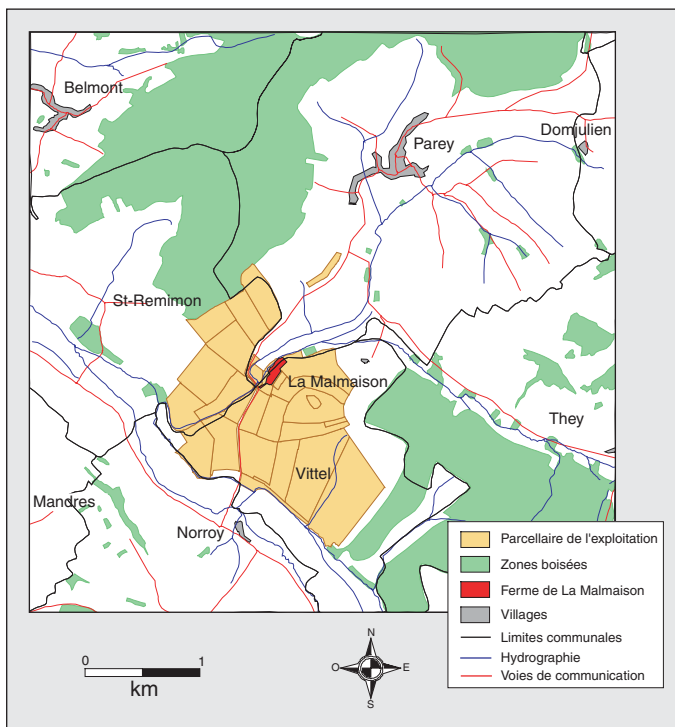 Belmont
Parey
Domjulien
St-Remimon
La Malmaison
They
Vittel
Mandres
Norroy
Parcellaire de l'exploitation
Zones boisées
Ferme de La Malmaison
Villages
Limites communales
Hydrographie
Voies de communication
0 1
km
N
O E
S